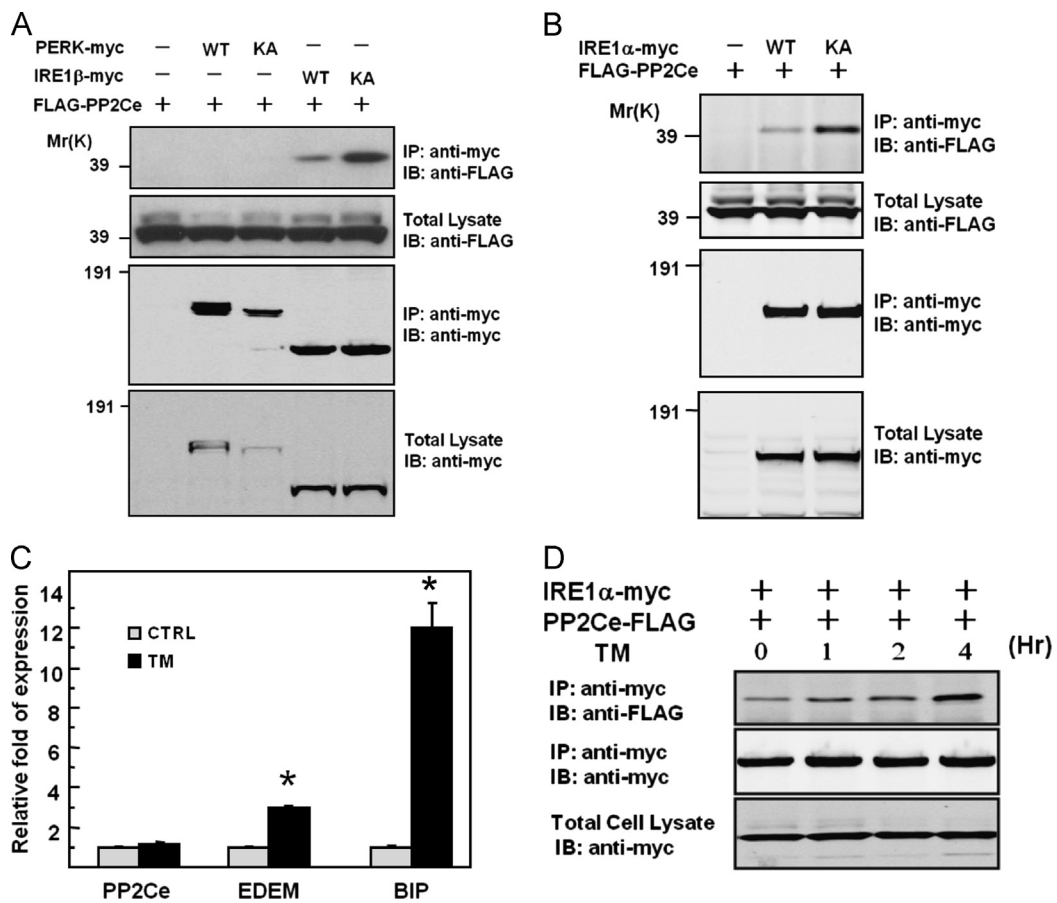 A
PERK-myc − WT KA − −
IRE1β-myc − − − WT KA
FLAG-PP2Ce + + + + +
Mr(K)
39
IP: anti-myc
IB: anti-FLAG
39
Total Lysate
IB: anti-FLAG
191
IP: anti-myc
IB: anti-myc
191
Total Lysate
IB: anti-myc
B
IRE1α-myc − WT KA
FLAG-PP2Ce + + +
Mr(K)
39
IP: anti-myc
IB: anti-FLAG
39
Total Lysate
IB: anti-FLAG
191
IP: anti-myc
IB: anti-myc
191
Total Lysate
IB: anti-myc
C
Relative fold of expression
14
12
10
8
6
4
2
CTRL
TM
*
*
PP2Ce EDEM BIP
D
IRE1α-myc + + + +
PP2Ce-FLAG + + + +
TM 0 1 2 4 (Hr)
IP: anti-myc
IB: anti-FLAG
IP: anti-myc
IB: anti-myc
Total Cell Lysate
IB: anti-myc